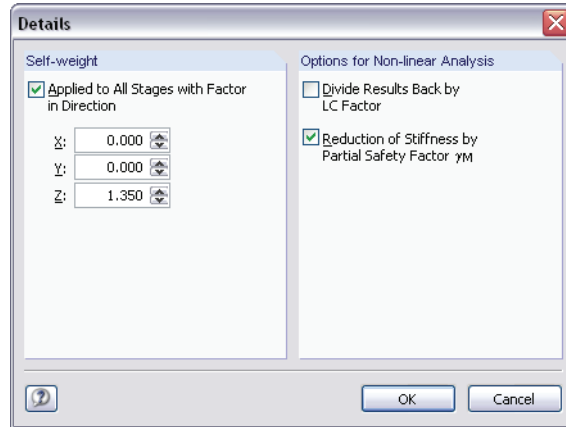 Details
Self-weight
Applied to All Stages with Factor
in Direction
X: 0.000
Y: 0.000
Z: 1.350
Options for Non-linear Analysis
Divide Results Back by
LC Factor
Reduction of Stiffness by
Partial Safety Factor γM
?
OK
Cancel